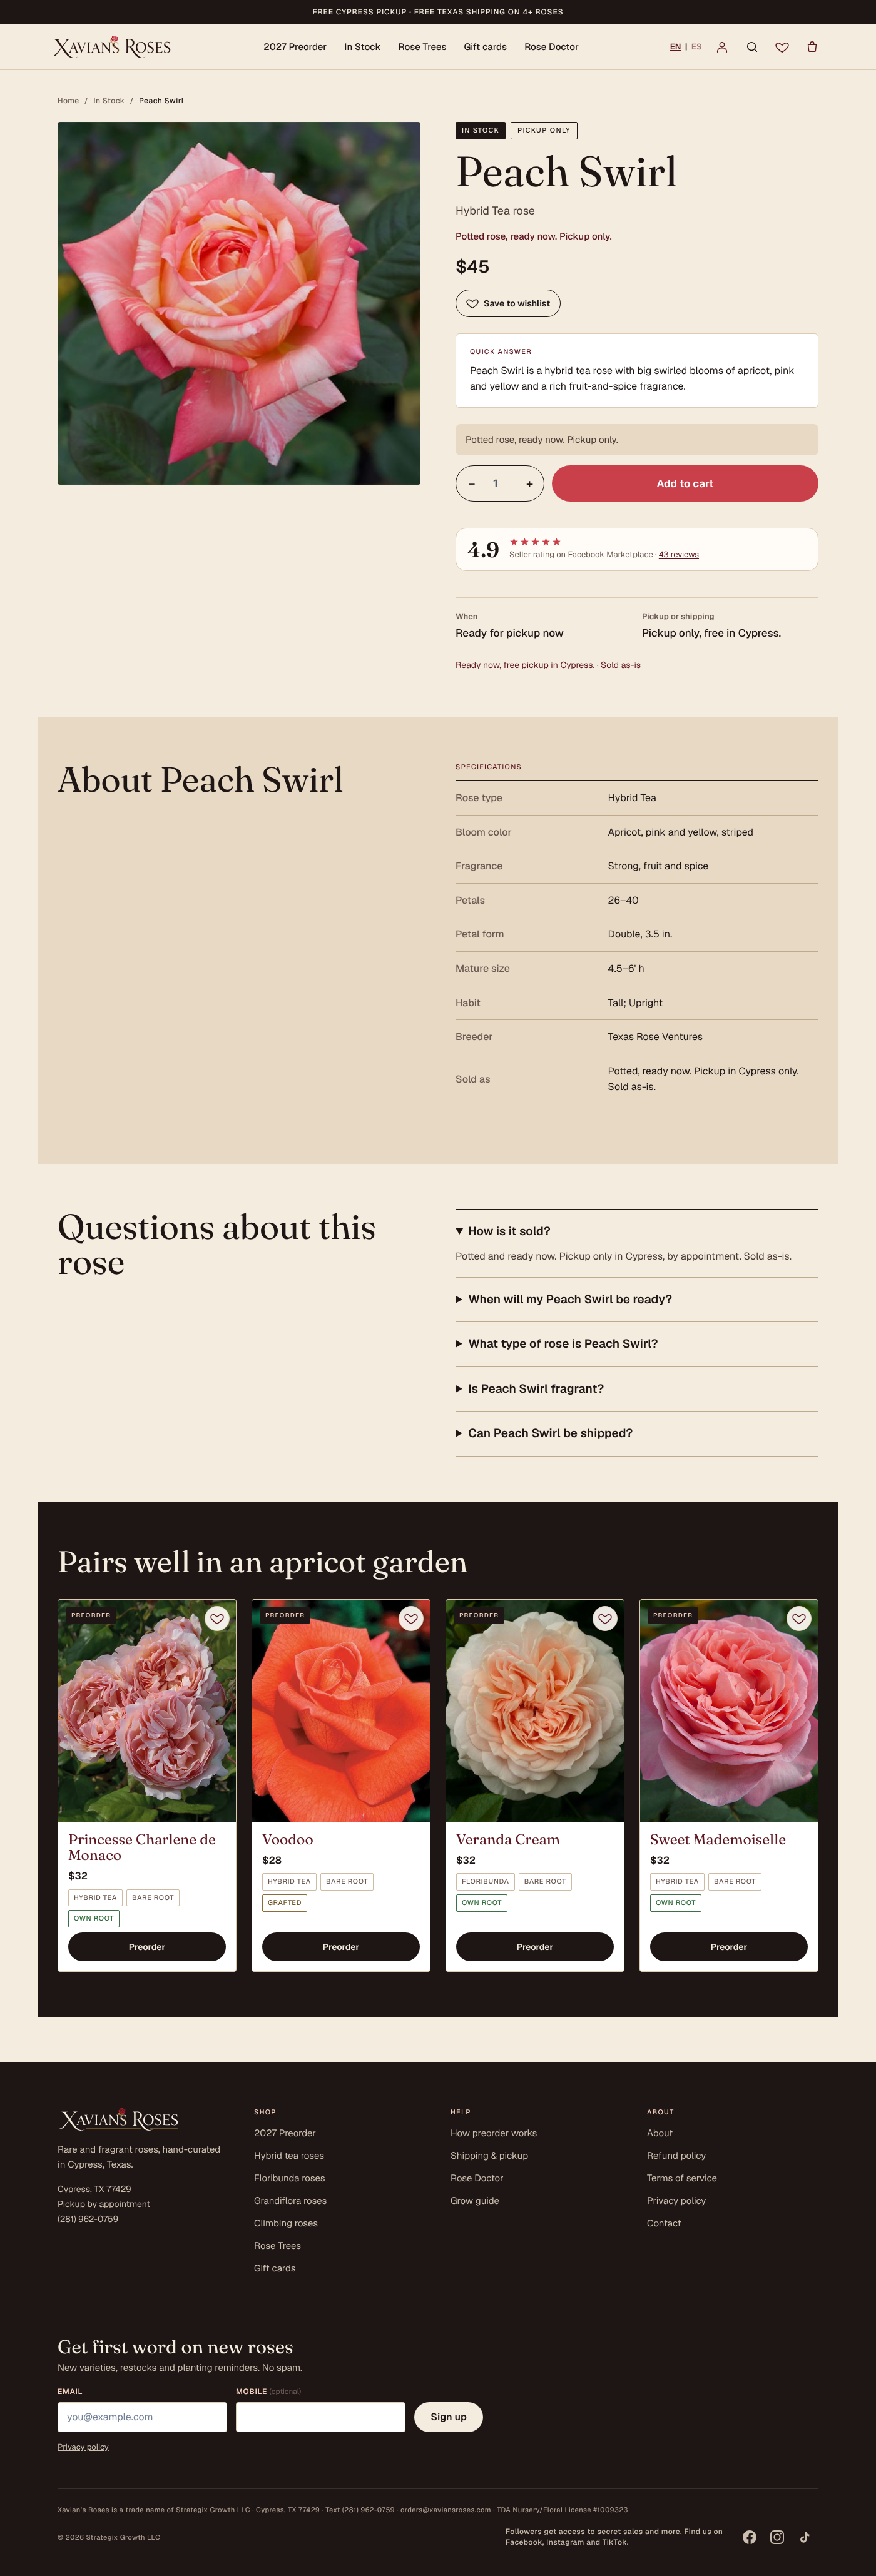 FREE CYPRESS PICKUP · FREE TEXAS SHIPPING ON 4+ ROSES
XAVIAN'S ROSES
2027 Preorder
In Stock
Rose Trees
Gift cards
Rose Doctor
EN | ES
Home / In Stock / Peach Swirl
IN STOCK
PICKUP ONLY
Peach Swirl
Hybrid Tea rose
Potted rose, ready now. Pickup only.
$45
Save to wishlist
QUICK ANSWER
Peach Swirl is a hybrid tea rose with big swirled blooms of apricot, pink
and yellow and a rich fruit-and-spice fragrance.
Potted rose, ready now. Pickup only.
− 1 +
Add to cart
4.9
★★★★★
Seller rating on Facebook Marketplace · 43 reviews
When
Ready for pickup now
Pickup or shipping
Pickup only, free in Cypress.
Ready now, free pickup in Cypress. · Sold as-is
About Peach Swirl
SPECIFICATIONS
Rose type Hybrid Tea
Bloom color Apricot, pink and yellow, striped
Fragrance Strong, fruit and spice
Petals 26–40
Petal form Double, 3.5 in.
Mature size 4.5–6' h
Habit Tall; Upright
Breeder Texas Rose Ventures
Sold as Potted, ready now. Pickup in Cypress only.
Sold as-is.
Questions about this
rose
▼ How is it sold?
Potted and ready now. Pickup only in Cypress, by appointment. Sold as-is.
▶ When will my Peach Swirl be ready?
▶ What type of rose is Peach Swirl?
▶ Is Peach Swirl fragrant?
▶ Can Peach Swirl be shipped?
Pairs well in an apricot garden
PREORDER
Princesse Charlene de
Monaco
$32
HYBRID TEA
BARE ROOT
OWN ROOT
Preorder
PREORDER
Voodoo
$28
HYBRID TEA
BARE ROOT
GRAFTED
Preorder
PREORDER
Veranda Cream
$32
FLORIBUNDA
BARE ROOT
OWN ROOT
Preorder
PREORDER
Sweet Mademoiselle
$32
HYBRID TEA
BARE ROOT
OWN ROOT
Preorder
XAVIAN'S ROSES
Rare and fragrant roses, hand-curated
in Cypress, Texas.
Cypress, TX 77429
Pickup by appointment
(281) 962-0759
SHOP
2027 Preorder
Hybrid tea roses
Floribunda roses
Grandiflora roses
Climbing roses
Rose Trees
Gift cards
HELP
How preorder works
Shipping & pickup
Rose Doctor
Grow guide
ABOUT
About
Refund policy
Terms of service
Privacy policy
Contact
Get first word on new roses
New varieties, restocks and planting reminders. No spam.
EMAIL
you@example.com
MOBILE (optional)
Sign up
Privacy policy
Xavian's Roses is a trade name of Strategix Growth LLC · Cypress, TX 77429 · Text (281) 962-0759 · orders@xaviansroses.com · TDA Nursery/Floral License #1009323
© 2026 Strategix Growth LLC
Followers get access to secret sales and more. Find us on
Facebook, Instagram and TikTok.